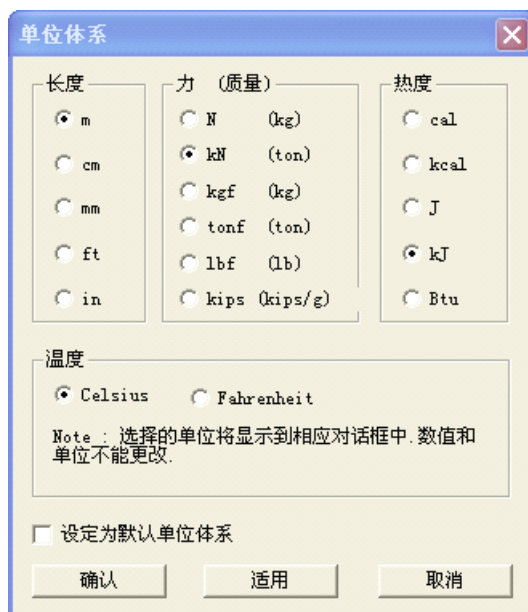 单位体系
长度
m
cm
mm
ft
in
力 (质量)
N (kg)
kN (ton)
kgf (kg)
tonf (ton)
lbf (lb)
kips (kips/g)
热度
cal
kcal
J
kJ
Btu
温度
Celsius Fahrenheit
Note : 选择的单位将显示到相应对话框中.数值和
单位不能更改.
设定为默认单位体系
确认 适用 取消